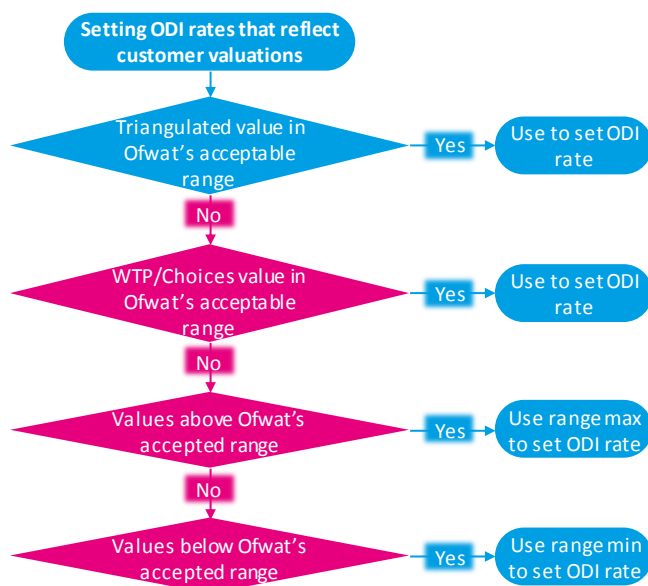 Setting ODI rates that reflect
customer valuations
Triangulated value in
Ofwat's acceptable
range
Yes
Use to set ODI
rate
No
WTP/Choices value in
Ofwat's acceptable
range
Yes
Use to set ODI
rate
No
Values above Ofwat's
accepted range
Yes
Use range max
to set ODI rate
No
Values below Ofwat's
accepted range
Yes
Use range min
to set ODI rate